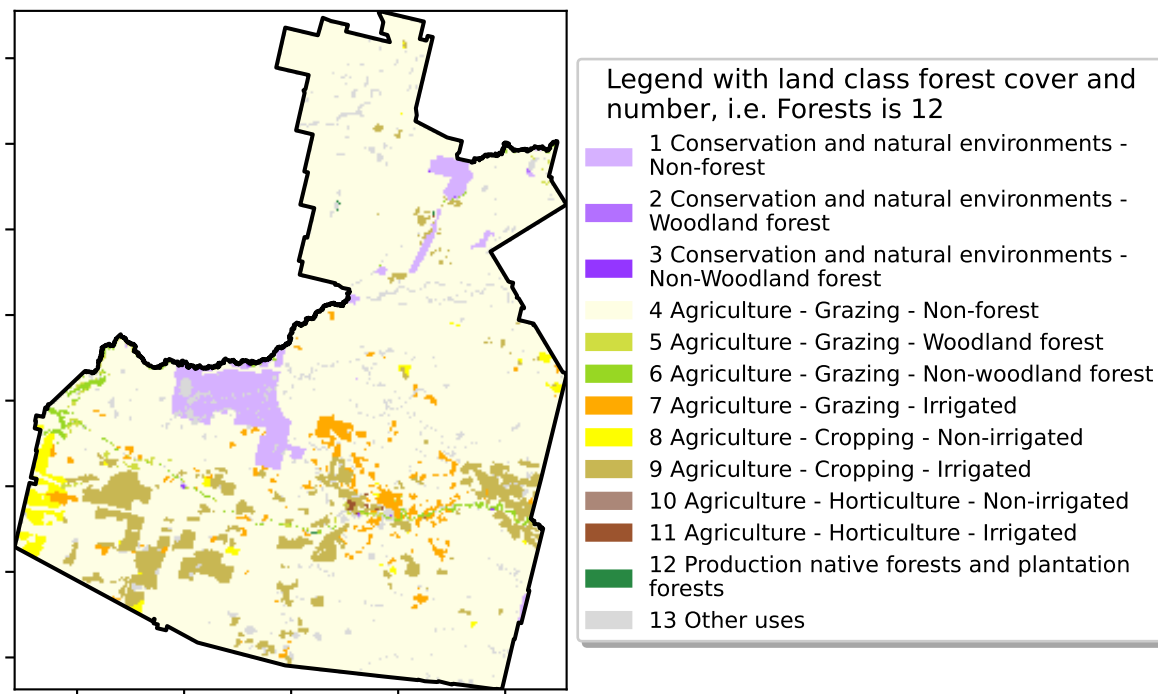 Legend with land class forest cover and
number, i.e. Forests is 12
1 Conservation and natural environments -
Non-forest
2 Conservation and natural environments -
Woodland forest
3 Conservation and natural environments -
Non-Woodland forest
4 Agriculture - Grazing - Non-forest
5 Agriculture - Grazing - Woodland forest
6 Agriculture - Grazing - Non-woodland forest
7 Agriculture - Grazing - Irrigated
8 Agriculture - Cropping - Non-irrigated
9 Agriculture - Cropping - Irrigated
10 Agriculture - Horticulture - Non-irrigated
11 Agriculture - Horticulture - Irrigated
12 Production native forests and plantation
forests
13 Other uses